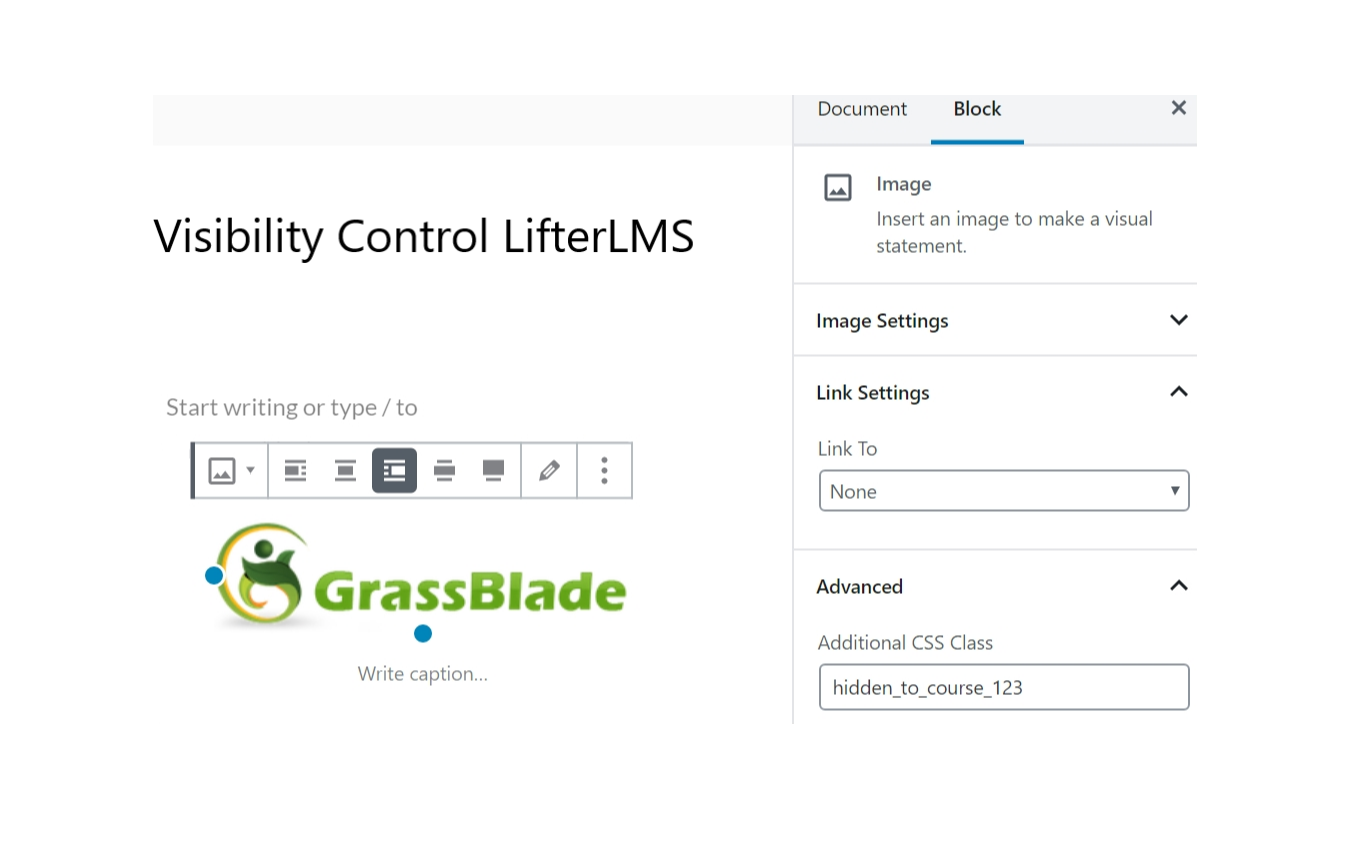 Document Block
Image
Insert an image to make a visual
statement.
Visibility Control LifterLMS
Image Settings
Link Settings
Start writing or type / to
Link To
None
GrassBlade
Advanced
Additional CSS Class
Write caption...
hidden_to_course_123